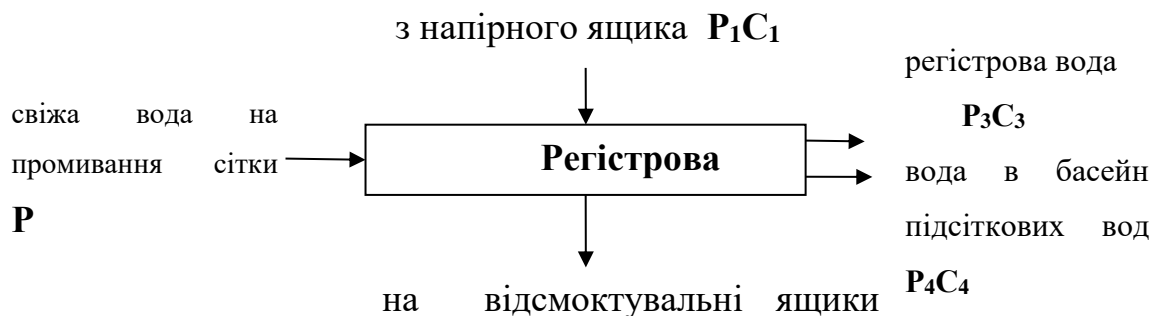 з напірного ящика P₁C₁
регістрова вода
P₃C₃
свіжа вода на
промивання сітки
P
Регістрова
вода в басейн
підсіткових вод
P₄C₄
на відсмоктувальні ящики